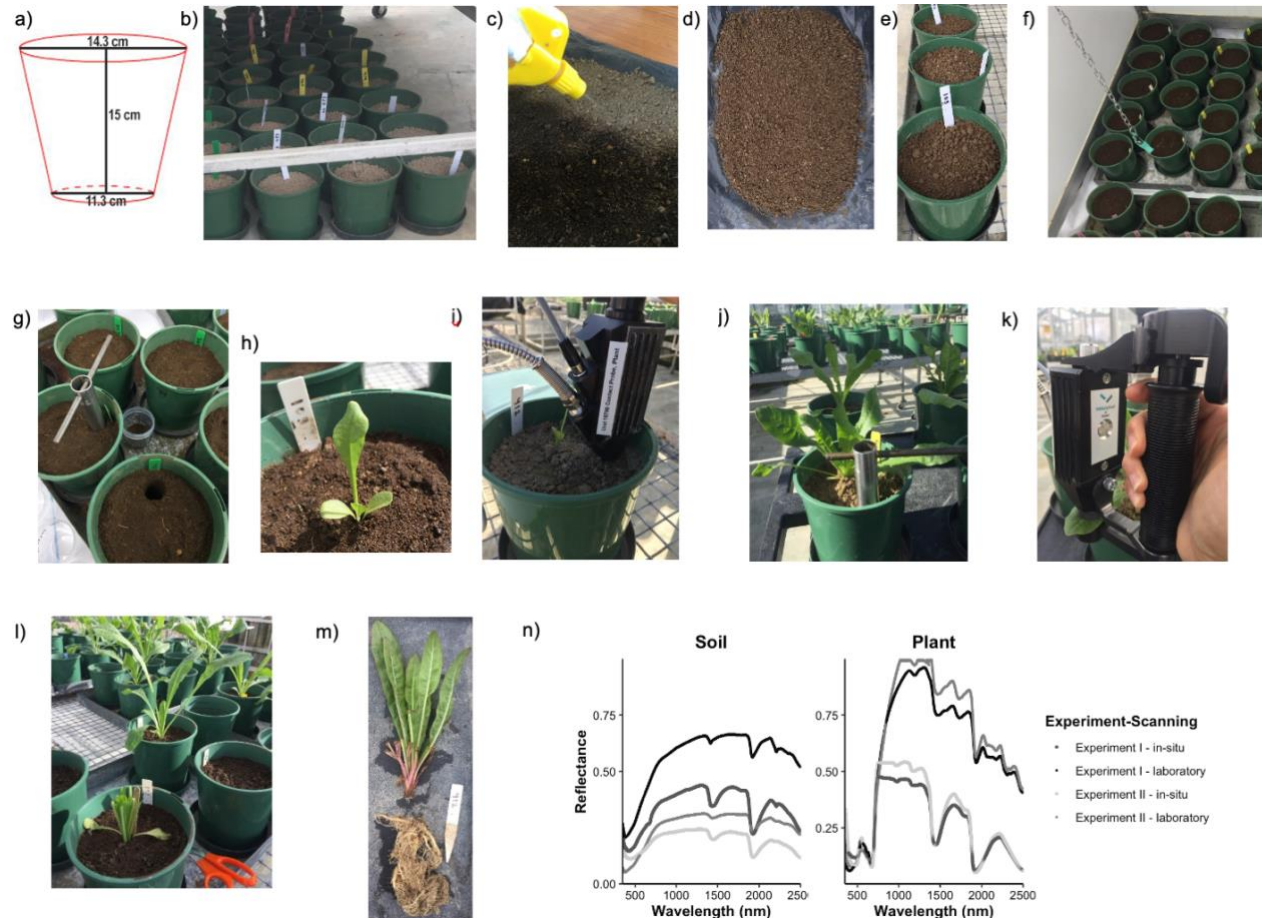 a)
14.3 cm
15 cm
11.3 cm
b)
c)
d)
e)
f)
g)
h)
i)
j)
k)
l)
m)
n)
Soil
Plant
Reflectance
0.75
0.50
0.25
0.00
0.75
0.50
0.25
500 1000 1500 2000 2500
500 1000 1500 2000 2500
Wavelength (nm)
Wavelength (nm)
Experiment-Scanning
Experiment I - in-situ
Experiment I - laboratory
Experiment II - in-situ
Experiment II - laboratory